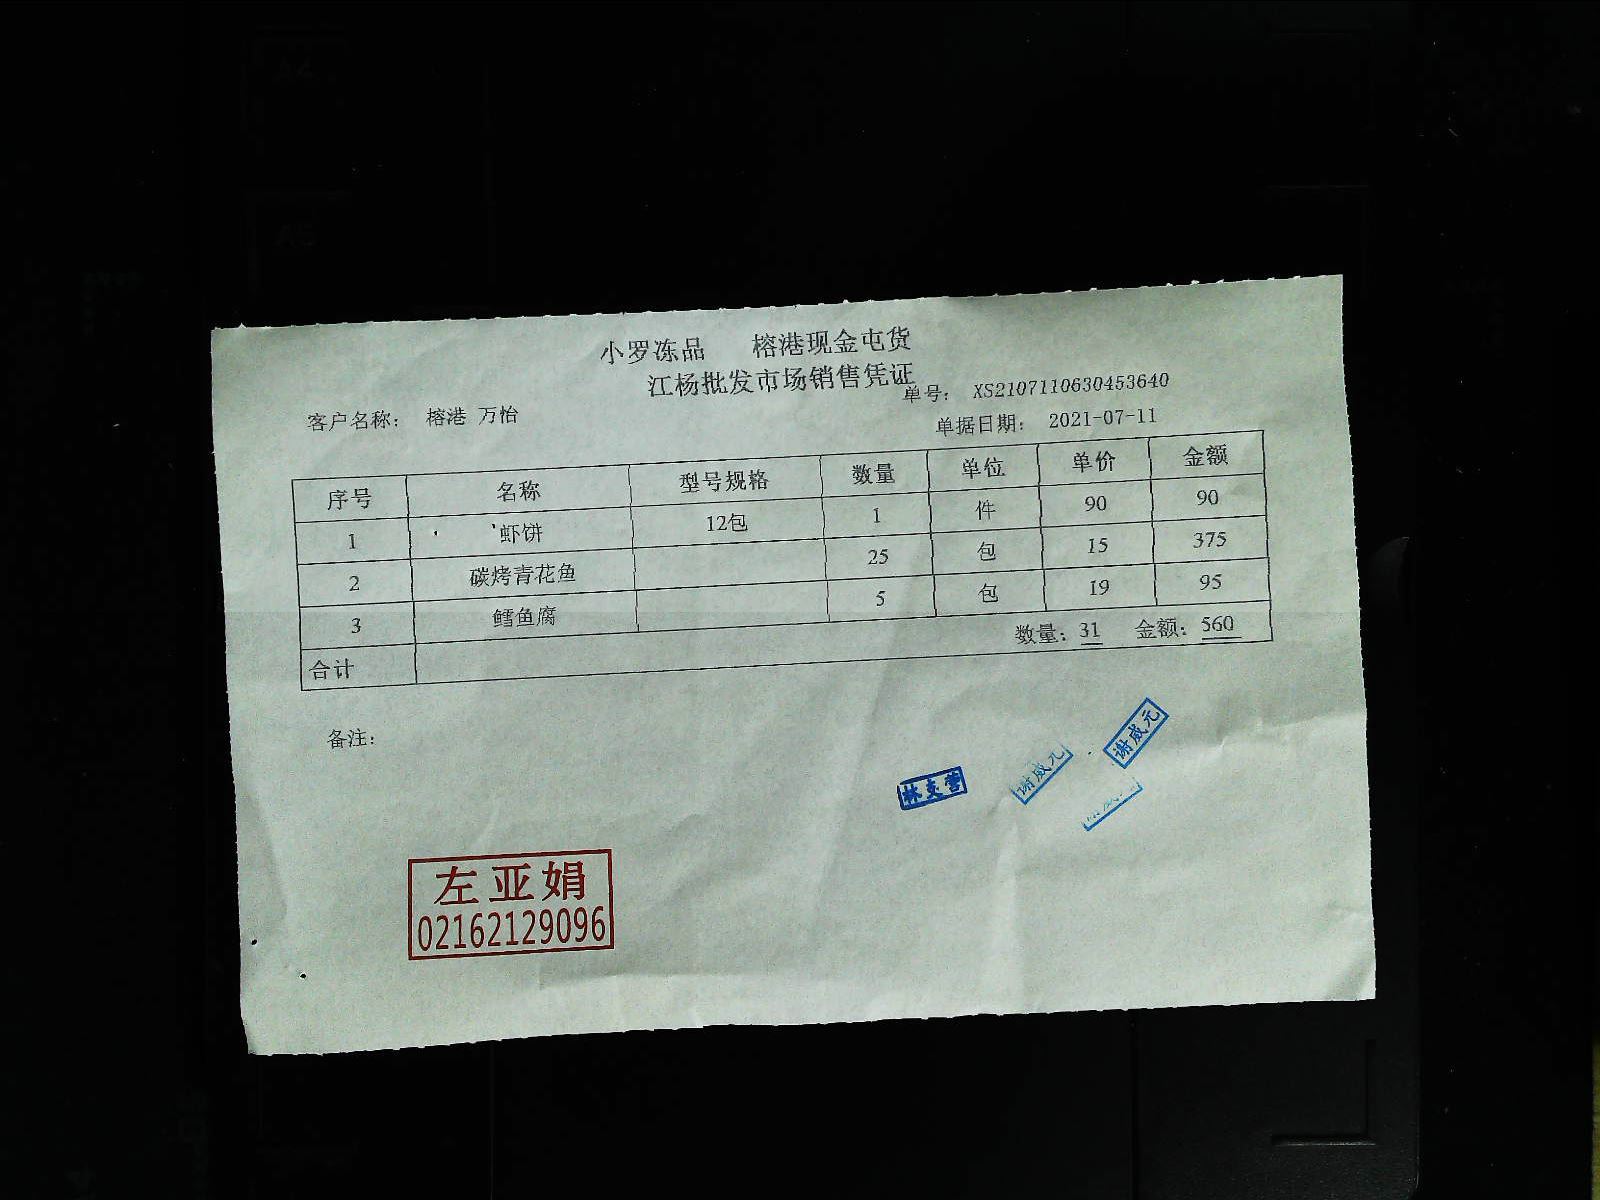 小罗冻品 榕港现金屯货
江杨批发市场销售凭证
单号: XS2107110630453640
客户名称: 榕港 万怡
单据日期: 2021-07-11
序号 名称 型号规格 数量 单位 单价 金额
1 虾饼 12包 1 件 90 90
2 碳烤青花鱼 25 包 15 375
3 鳕鱼腐 5 包 19 95
合计 数量: 31 金额: 560
备注:
谢成元
谢成元
左亚娟
02162129096